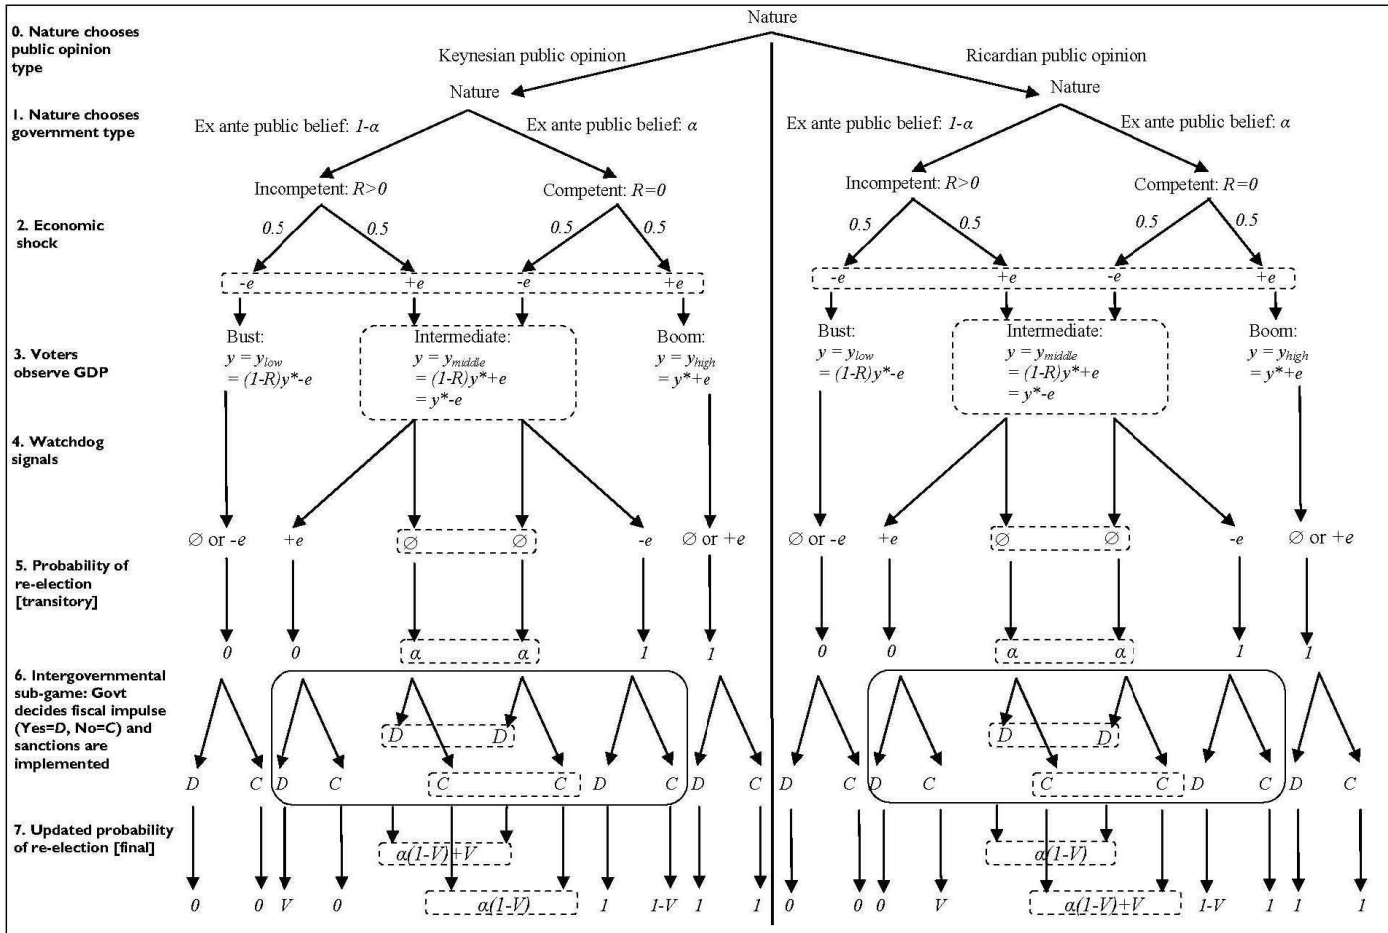 Nature
0. Nature chooses
public opinion
type
Keynesian public opinion
Ricardian public opinion
Nature
Nature
1. Nature chooses
government type
Ex ante public belief: 1-α
Ex ante public belief: α
Ex ante public belief: 1-α
Ex ante public belief: α
Incompetent: R>0
Competent: R=0
Incompetent: R>0
Competent: R=0
2. Economic
shock
0.5
0.5
0.5
0.5
0.5
0.5
0.5
0.5
-e
+e
-e
+e
-e
+e
-e
+e
3. Voters
observe GDP
Bust:
y = y_low
= (1-R)y*-e
Intermediate:
y = y_middle
= (1-R)y*+e
= y*-e
Boom:
y = y_high
= y*+e
Bust:
y = y_low
= (1-R)y*-e
Intermediate:
y = y_middle
= (1-R)y*+e
= y*-e
Boom:
y = y_high
= y*+e
4. Watchdog
signals
∅ or -e
+e
∅
∅
-e
∅ or +e
∅ or -e
+e
∅
∅
-e
∅ or +e
5. Probability of
re-election
[transitory]
0
0
α
α
1
1
0
0
α
α
1
1
6. Intergovernmental
sub-game: Govt
decides fiscal impulse
(Yes=D, No=C) and
sanctions are
implemented
D
D
D
D
D
C
D
C
C
C
D
C
D
C
D
C
D
C
C
C
D
C
D
C
7. Updated probability
of re-election [final]
α(1-V)+V
α(1-V)
0
0
V
0
α(1-V)
1
1-V
1
1
0
0
0
V
α(1-V)+V
1-V
1
1
1